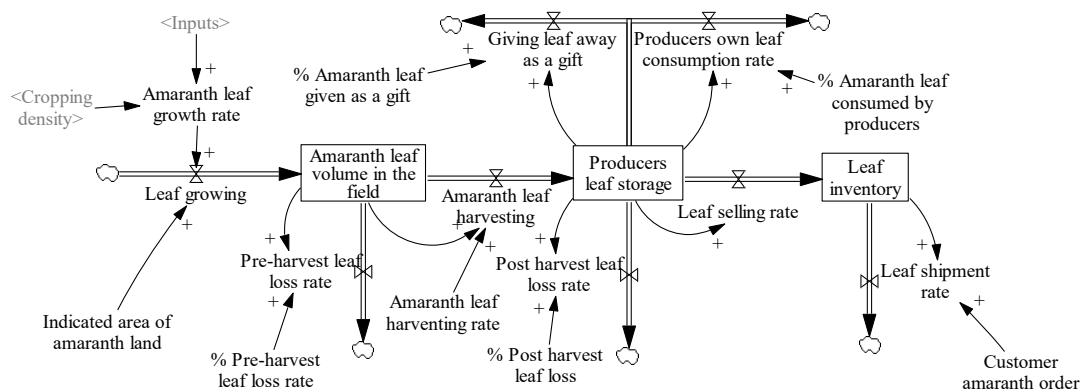 <Inputs>
Giving leaf away
as a gift
Producers own leaf
consumption rate
+
+
% Amaranth leaf
given as a gift
+
+
+
+
% Amaranth leaf
consumed by
producers
<Cropping
density>
+
Amaranth leaf
growth rate
+
Amaranth leaf
volume in the
field
Producers
leaf storage
Leaf
inventory
Leaf growing
+
Amaranth leaf
harvesting
+
+
Leaf selling rate
+
Pre-harvest leaf
loss rate
+
+
Post harvest leaf
loss rate
+
+
Leaf shipment
rate
+
+
Amaranth leaf
harvesting rate
Indicated area of
amaranth land
% Pre-harvest
leaf loss rate
% Post harvest
leaf loss
Customer
amaranth order